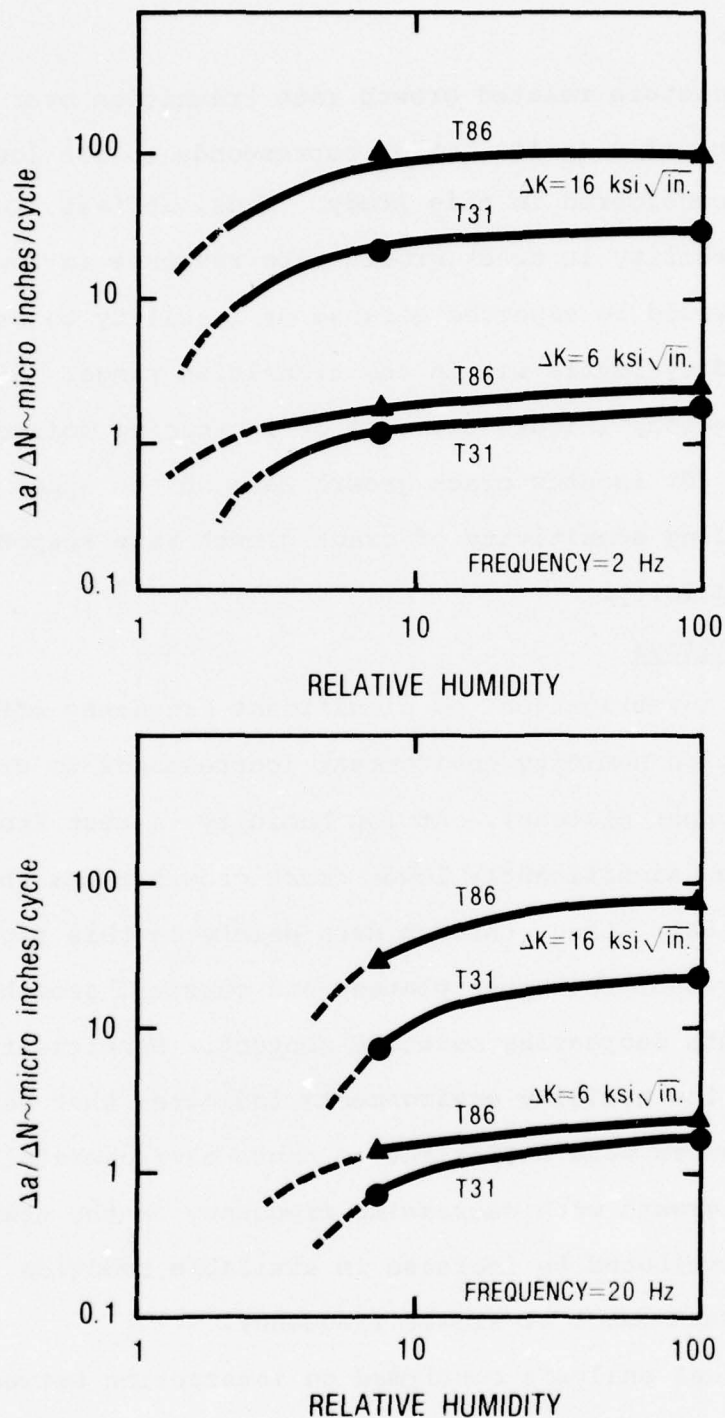 100
10
1
0.1
Δa/ΔN~micro inches/cycle
T86
ΔK=16 ksi√in.
T31
ΔK=6 ksi√in.
T86
T31
FREQUENCY=2 Hz
1 10 100
RELATIVE HUMIDITY
100
10
1
0.1
Δa/ΔN~micro inches/cycle
T86
ΔK=16 ksi√in.
T31
T86
ΔK=6 ksi√in.
T31
FREQUENCY=20 Hz
1 10 100
RELATIVE HUMIDITY